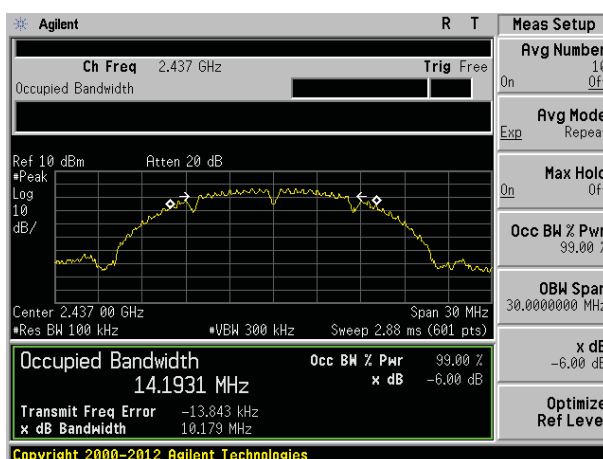 Agilent R T Meas Setup
Ch Freq 2.437 GHz Trig Free
Occupied Bandwidth
Avg Number
10
On Off
Avg Mode
Exp Repeat
Max Hold
On Off
Occ BW % Pwr
99.00 %
OBW Span
30.0000000 MHz
x dB
-6.00 dB
Optimize
Ref Level
Ref 10 dBm Atten 20 dB
#Peak
Log
10
dB/
Center 2.437 00 GHz Span 30 MHz
#Res BW 100 kHz #VBW 300 kHz Sweep 2.88 ms (601 pts)
Occupied Bandwidth Occ BW % Pwr 99.00 %
14.1931 MHz x dB -6.00 dB
Transmit Freq Error -13.843 kHz
x dB Bandwidth 10.179 MHz
Copyright 2000-2012 Agilent Technologies